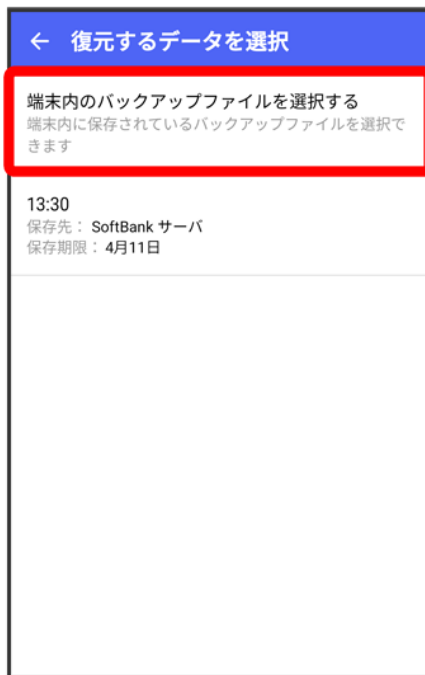 ← 復元するデータを選択
端末内のバックアップファイルを選択する
端末内に保存されているバックアップファイルを選択で
きます
13:30
保存先： SoftBank サーバ
保存期限： 4月11日